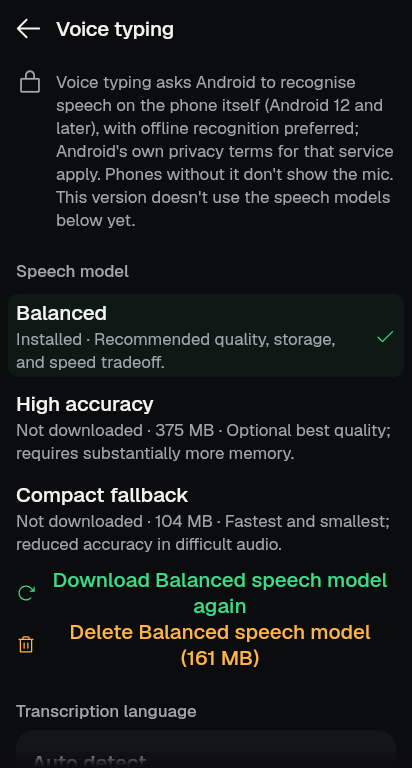 Voice typing
Voice typing asks Android to recognise
speech on the phone itself (Android 12 and
later), with offline recognition preferred;
Android's own privacy terms for that service
apply. Phones without it don't show the mic.
This version doesn't use the speech models
below yet.
Speech model
Balanced
Installed · Recommended quality, storage,
and speed tradeoff.
High accuracy
Not downloaded · 375 MB · Optional best quality;
requires substantially more memory.
Compact fallback
Not downloaded · 104 MB · Fastest and smallest;
reduced accuracy in difficult audio.
Download Balanced speech model
again
Delete Balanced speech model
(161 MB)
Transcription language
Auto detect